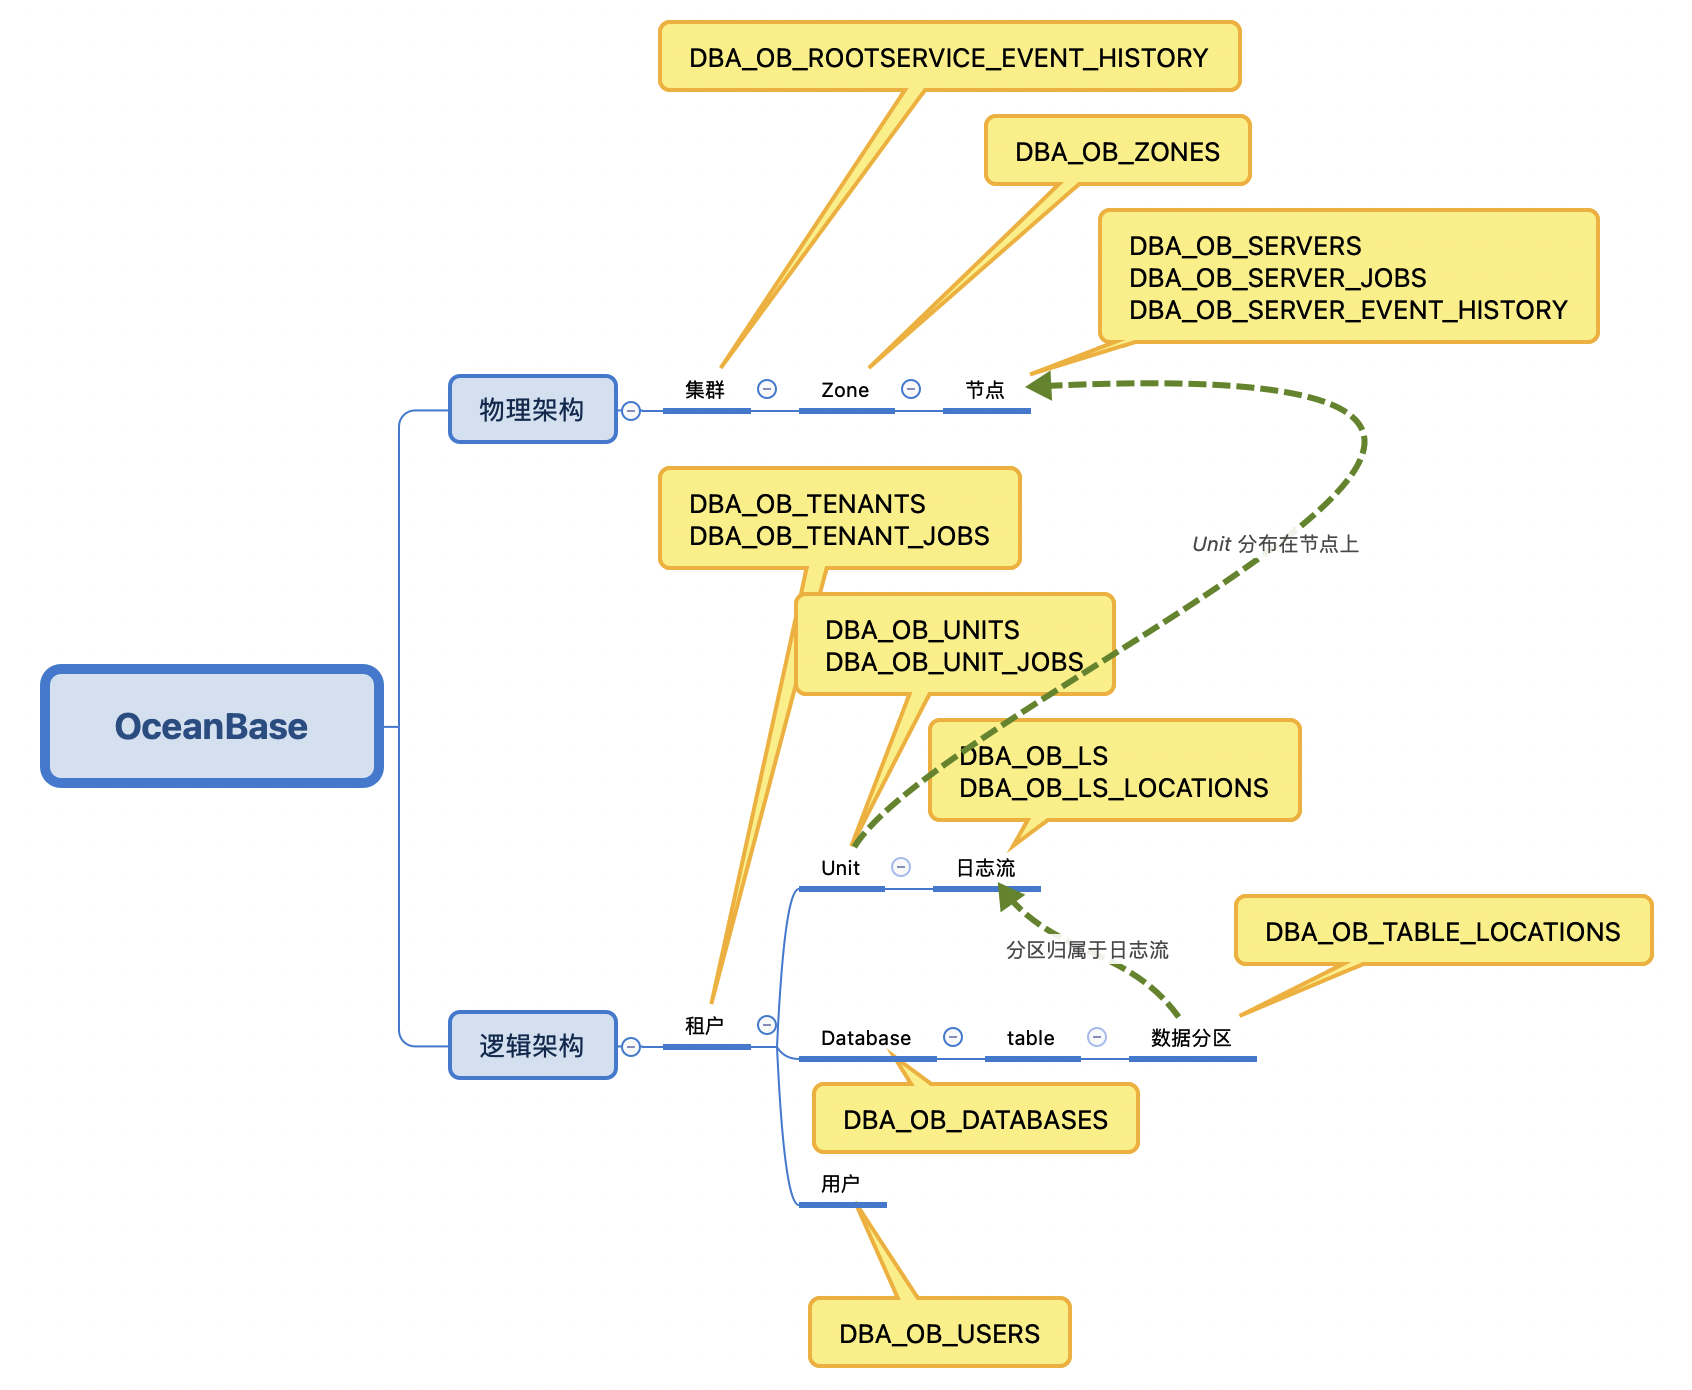 DBA_OB_ROOTSERVICE_EVENT_HISTORY
DBA_OB_ZONES
DBA_OB_SERVERS
DBA_OB_SERVER_JOBS
DBA_OB_SERVER_EVENT_HISTORY
物理架构
集群
Zone
节点
DBA_OB_TENANTS
DBA_OB_TENANT_JOBS
Unit 分布在节点上
DBA_OB_UNITS
DBA_OB_UNIT_JOBS
OceanBase
DBA_OB_LS
DBA_OB_LS_LOCATIONS
Unit
日志流
DBA_OB_TABLE_LOCATIONS
分区归属于日志流
逻辑架构
租户
Database
table
数据分区
DBA_OB_DATABASES
用户
DBA_OB_USERS